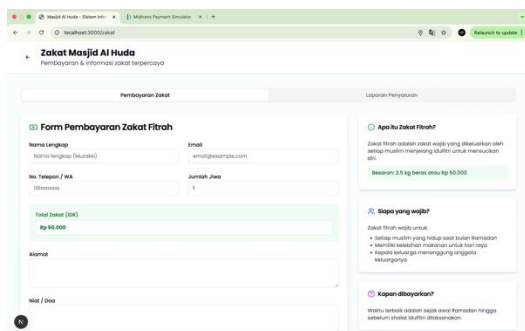 Masjid Al Huda - Sistem Info
Midtrans Payment Simulator
localhost:3000/zakat
Relaunch to update
Zakat Masjid Al Huda
Pembayaran & informasi zakat terpercaya
Pembayaran Zakat
Laporan Penyaluran
Form Pembayaran Zakat Fitrah
Nama Lengkap
Email
Nama lengkap (Muzakki)
email@example.com
No. Telepon / WA
Jumlah Jiwa
1
Total Zakat (IDR)
Rp 50.000
Alamat
Niat / Doa
Apa itu Zakat Fitrah?
Zakat fitrah adalah zakat wajib yang dikeluarkan oleh
setiap muslim menjelang Idulfitri untuk mensucikan
diri.
Besaran: 2.5 kg beras atau Rp 50.000
Siapa yang wajib?
Zakat fitrah wajib untuk:
Setiap muslim yang hidup saat bulan Ramadan
Memiliki kelebihan makanan untuk hari raya
Kepala keluarga menanggung anggota
keluarganya
Kapan dibayarkan?
Waktu terbaik adalah sejak awal Ramadan hingga
sebelum shalat Idulfitri dilaksanakan.
N